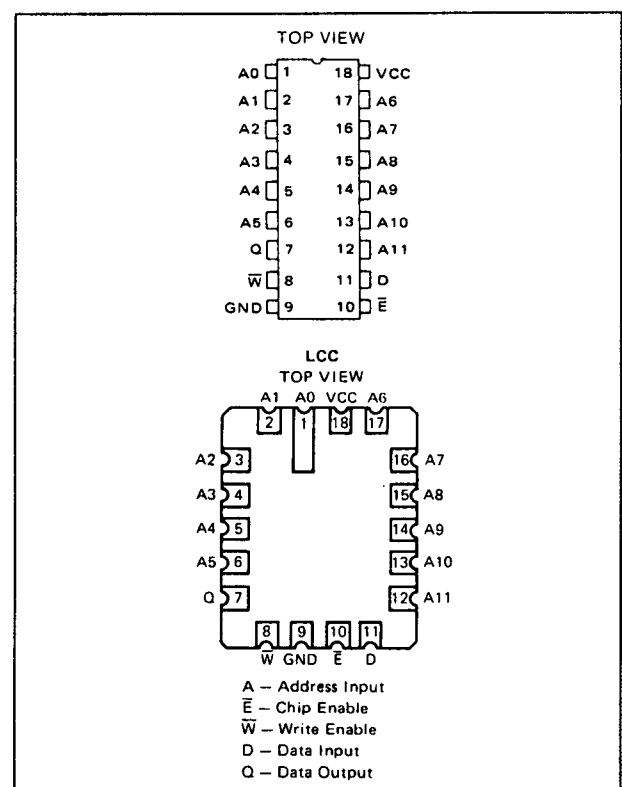 TOP VIEW
A0 1 18 VCC
A1 2 17 A6
A2 3 16 A7
A3 4 15 A8
A4 5 14 A9
A5 6 13 A10
Q 7 12 A11
W̅ 8 11 D
GND 9 10 E̅
LCC
TOP VIEW
A1 A0 VCC A6
2 1 18 17
A2 3 16 A7
A3 4 15 A8
A4 5 14 A9
A5 6 13 A10
Q 7 12 A11
8 9 10 11
W̅ GND E̅ D
A – Address Input
E̅ – Chip Enable
W̅ – Write Enable
D – Data Input
Q – Data Output